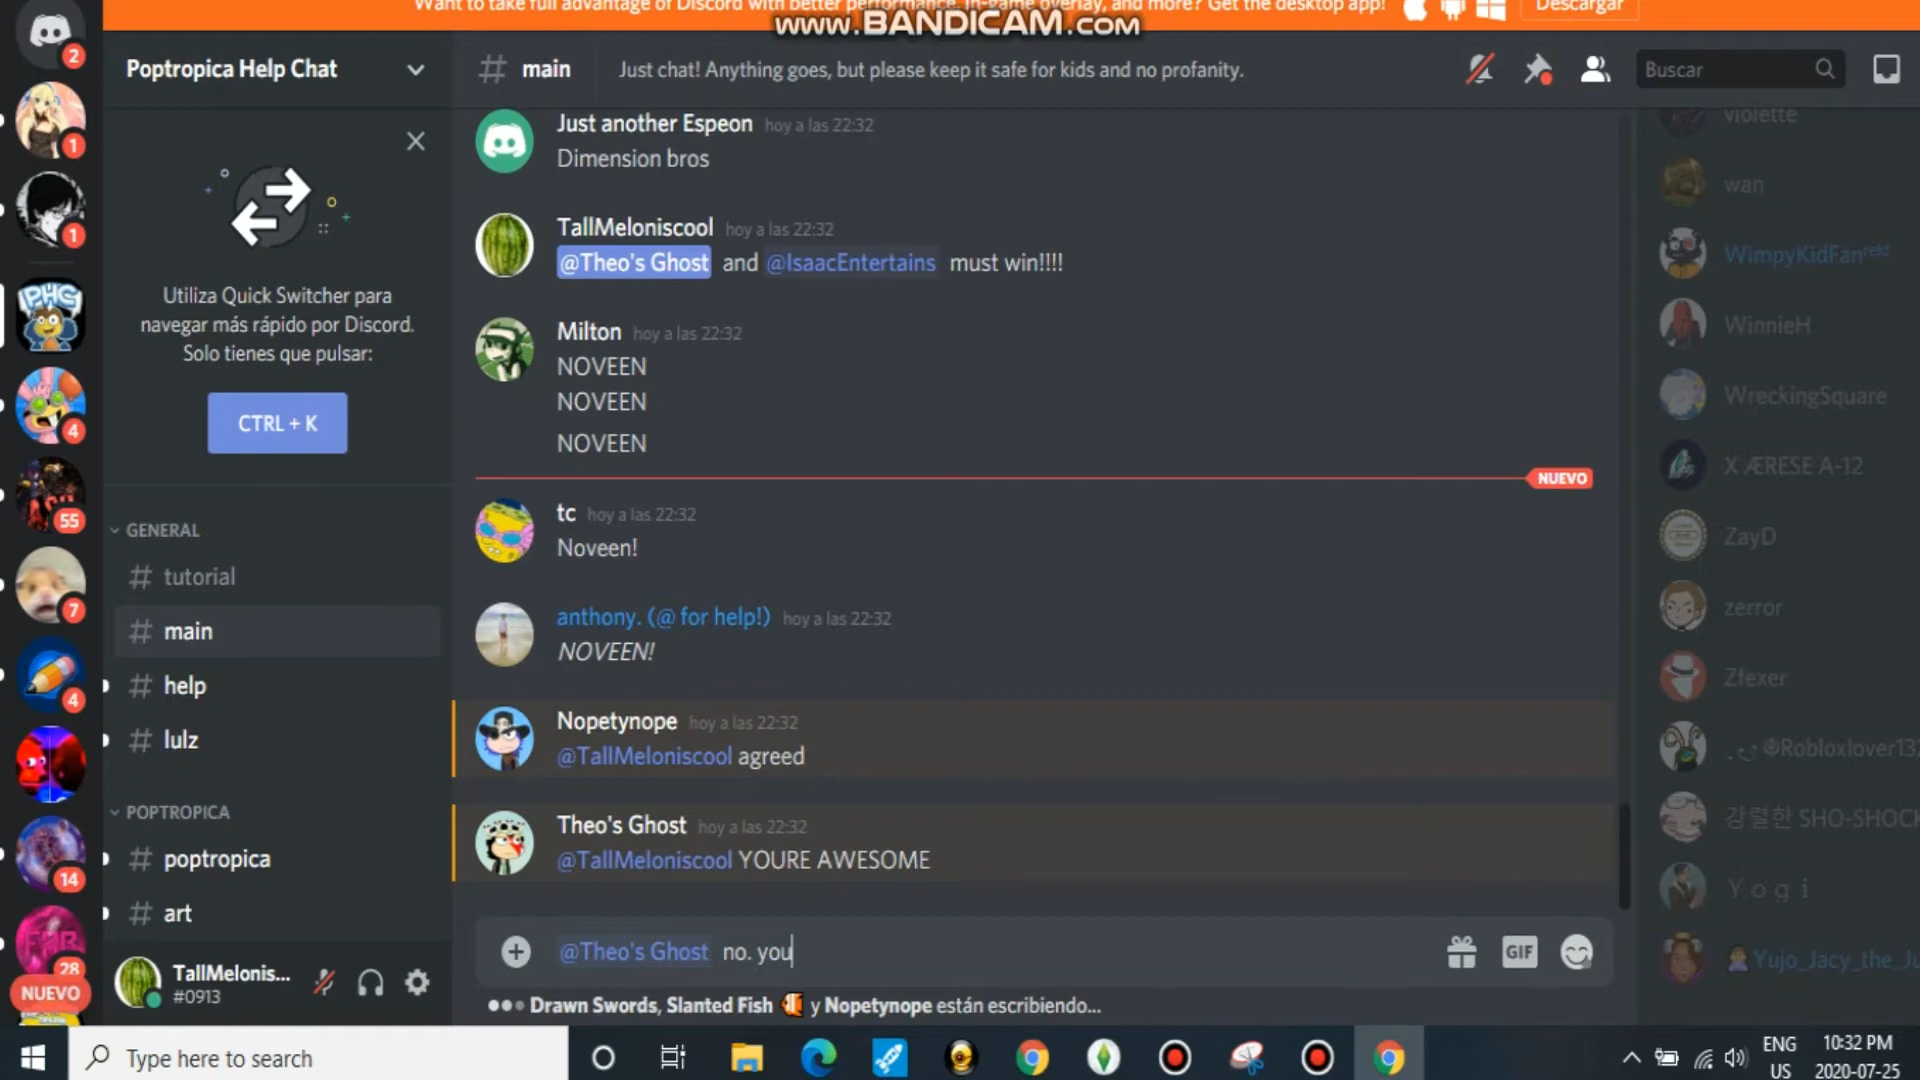 Want to take full advantage of Discord with better performance, in-game overlay, and more? Get the desktop app!
Descargar
www.BANDICAM.com
2
1
1
4
55
7
4
14
28
NUEVO
Poptropica Help Chat
Utiliza Quick Switcher para
navegar más rápido por Discord.
Solo tienes que pulsar:
CTRL + K
GENERAL
# tutorial
# main
# help
# lulz
POPTROPICA
# poptropica
# art
TallMelonis...
#0913
# main
Just chat! Anything goes, but please keep it safe for kids and no profanity.
Buscar
Just another Espeon hoy a las 22:32
Dimension bros
TallMeloniscool hoy a las 22:32
@Theo's Ghost and @IsaacEntertains must win!!!!
Milton hoy a las 22:32
NOVEEN
NOVEEN
NOVEEN
NUEVO
tc hoy a las 22:32
Noveen!
anthony. (@ for help!) hoy a las 22:32
NOVEEN!
Nopetynope hoy a las 22:32
@TallMeloniscool agreed
Theo's Ghost hoy a las 22:32
@TallMeloniscool YOURE AWESOME
@Theo's Ghost no. you
GIF
Drawn Swords, Slanted Fish y Nopetynope están escribiendo...
violette
wan
WimpyKidFanʳᵉᵏᵗ
WinnieH
WreckingSquare
X ÆRESE A-12
ZayD
zerror
Zfexer
Robloxlover13
강렬한 SHO-SHOCK
Y.o g i
Yujo_Jacy_the_Ju
PHC
Type here to search
ENG
US
10:32 PM
2020-07-25